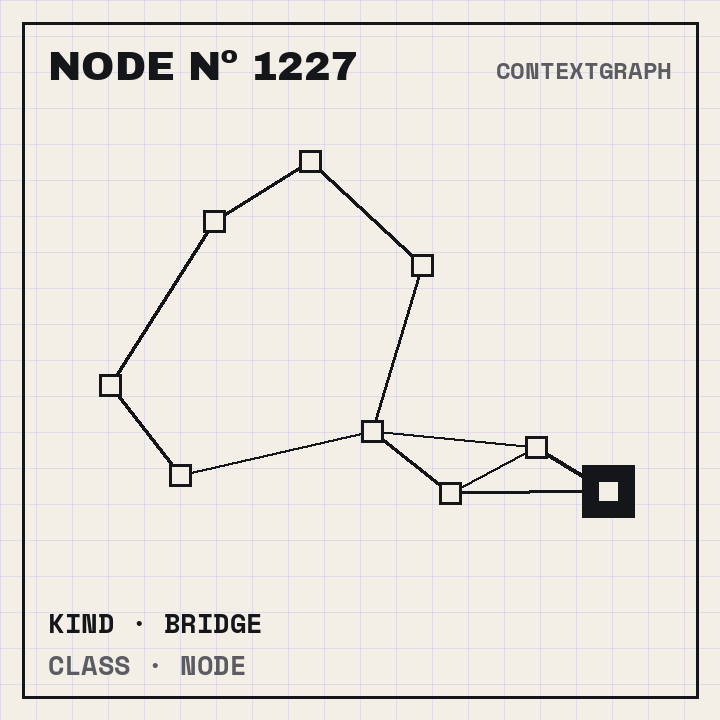 NODE Nº 1227
CONTEXTGRAPH
KIND · BRIDGE
CLASS · NODE